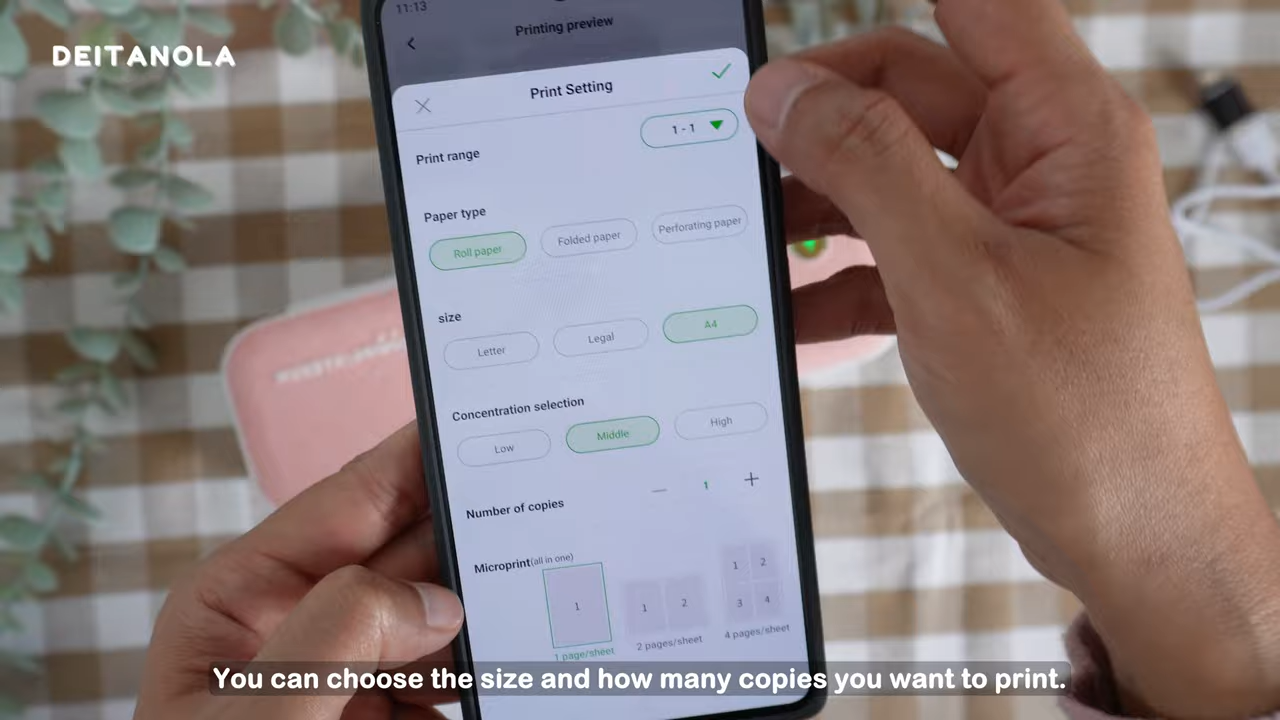 11:13
Printing preview
DEITANOLA
Print Setting
Print range
1 - 1
Paper type
Roll paper
Folded paper
Perforating paper
size
Letter
Legal
A4
Concentration selection
Low
Middle
High
Number of copies
1
Microprint(all in one)
1
1 2
1 2
3 4
1 page/sheet
2 pages/sheet
4 pages/sheet
You can choose the size and how many copies you want to print.